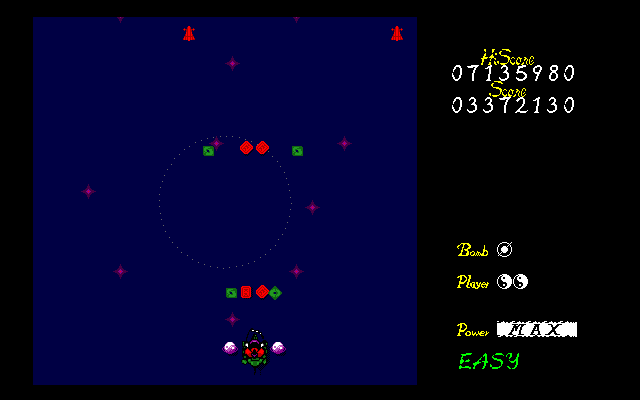 HiScore
07135980
Score
03372130
Bomb
Player
Power MAX
EASY